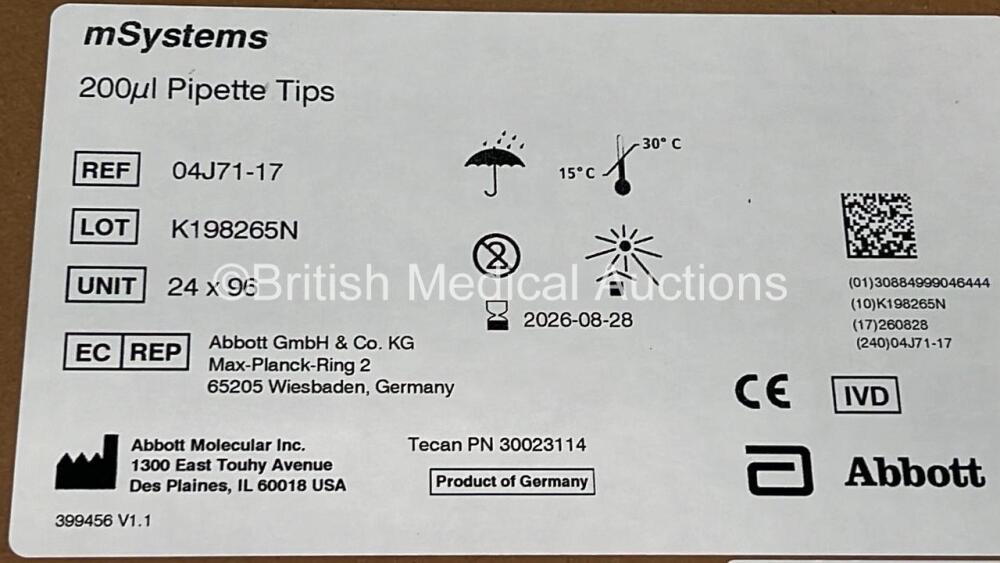 mSystems
200µl Pipette Tips
REF 04J71-17
LOT K198265N
UNIT 24 x 96
©British Medical Auctions
EC REP
Abbott GmbH & Co. KG
Max-Planck-Ring 2
65205 Wiesbaden, Germany
Abbott Molecular Inc.
1300 East Touhy Avenue
Des Plaines, IL 60018 USA
399456 V1.1
15°C 30°C
2
2026-08-28
Tecan PN 30023114
Product of Germany
(01)30884999046444
(10)K198265N
(17)260828
(240)04J71-17
CE IVD
Abbott